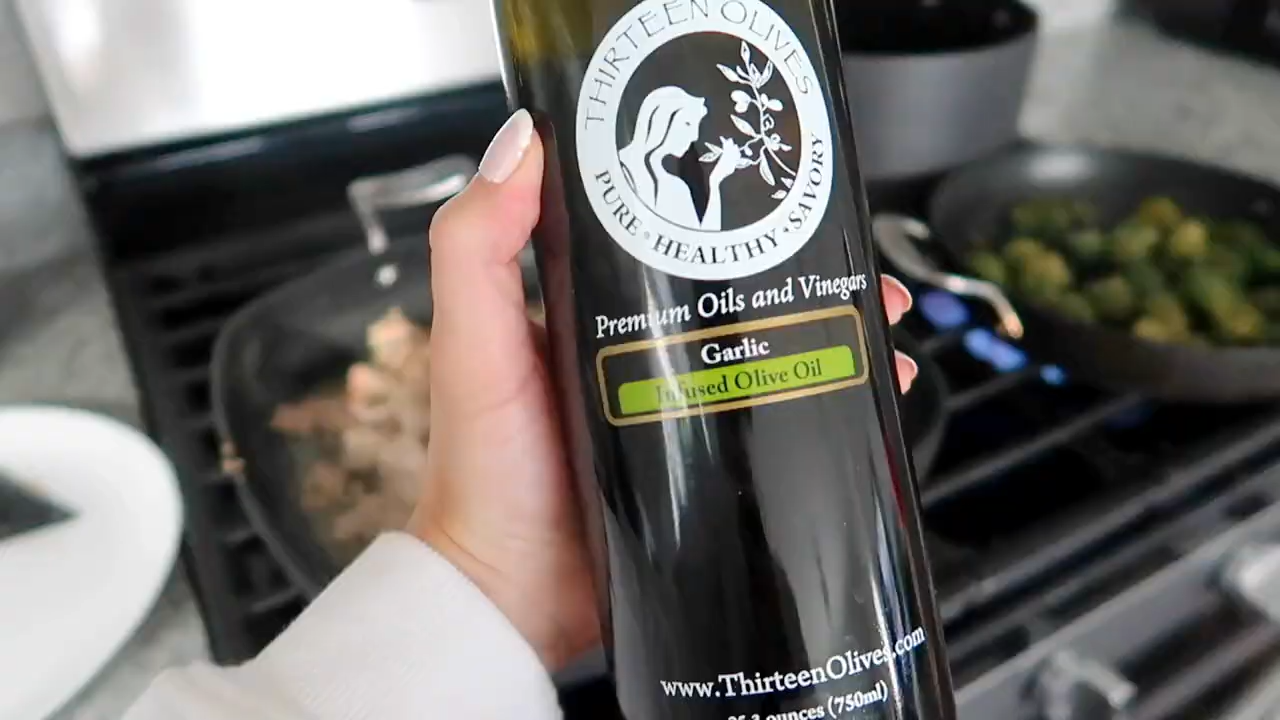 THIRTEEN OLIVES
PURE • HEALTHY • SAVORY
Premium Oils and Vinegars
Garlic
Infused Olive Oil
www.ThirteenOlives.com
ounces (750ml)